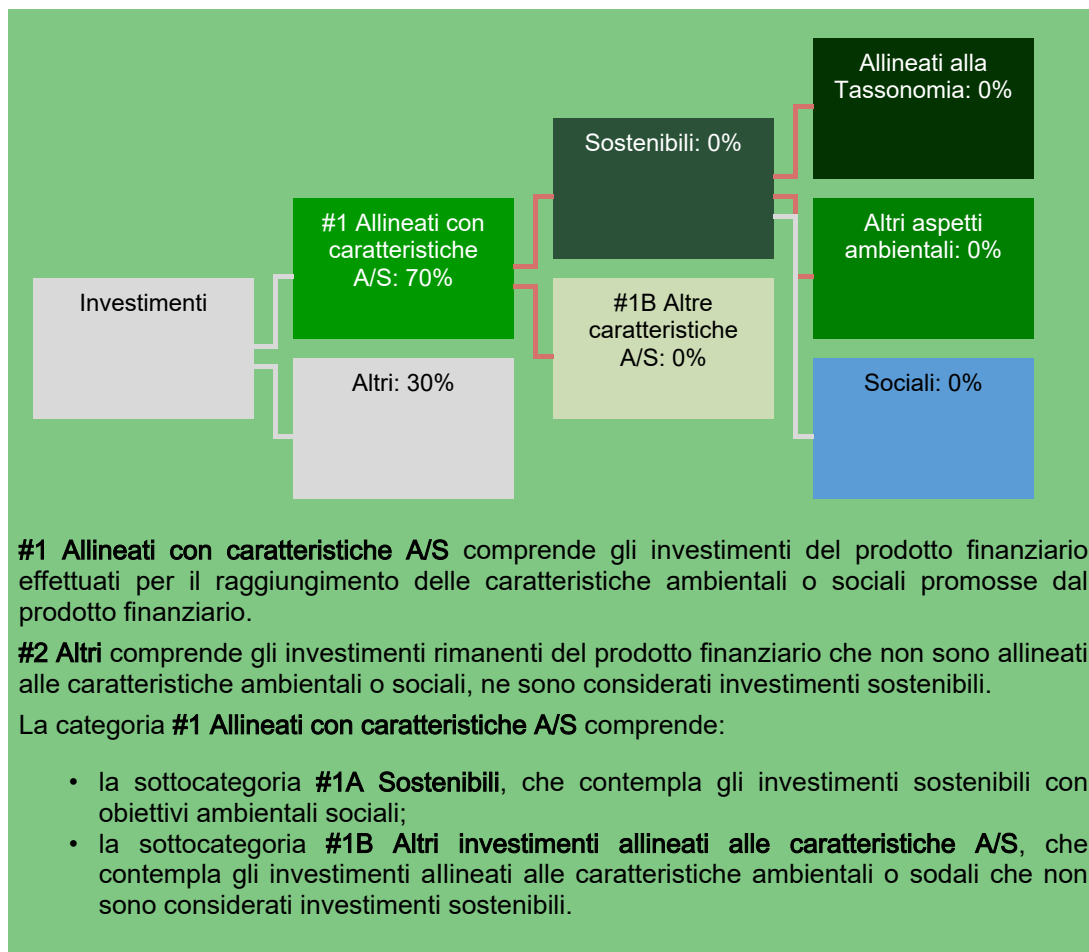 Investimenti
#1 Allineati con
caratteristiche
A/S: 70%
Altri: 30%
Sostenibili: 0%
#1B Altre
caratteristiche
A/S: 0%
Allineati alla
Tassonomia: 0%
Altri aspetti
ambientali: 0%
Sociali: 0%
#1 Allineati con caratteristiche A/S comprende gli investimenti del prodotto finanziario
effettuati per il raggiungimento delle caratteristiche ambientali o sociali promosse dal
prodotto finanziario.
#2 Altri comprende gli investimenti rimanenti del prodotto finanziario che non sono allineati
alle caratteristiche ambientali o sociali, ne sono considerati investimenti sostenibili.
La categoria #1 Allineati con caratteristiche A/S comprende:
• la sottocategoria #1A Sostenibili, che contempla gli investimenti sostenibili con
obiettivi ambientali sociali;
• la sottocategoria #1B Altri investimenti allineati alle caratteristiche A/S, che
contempla gli investimenti allineati alle caratteristiche ambientali o sodali che non
sono considerati investimenti sostenibili.